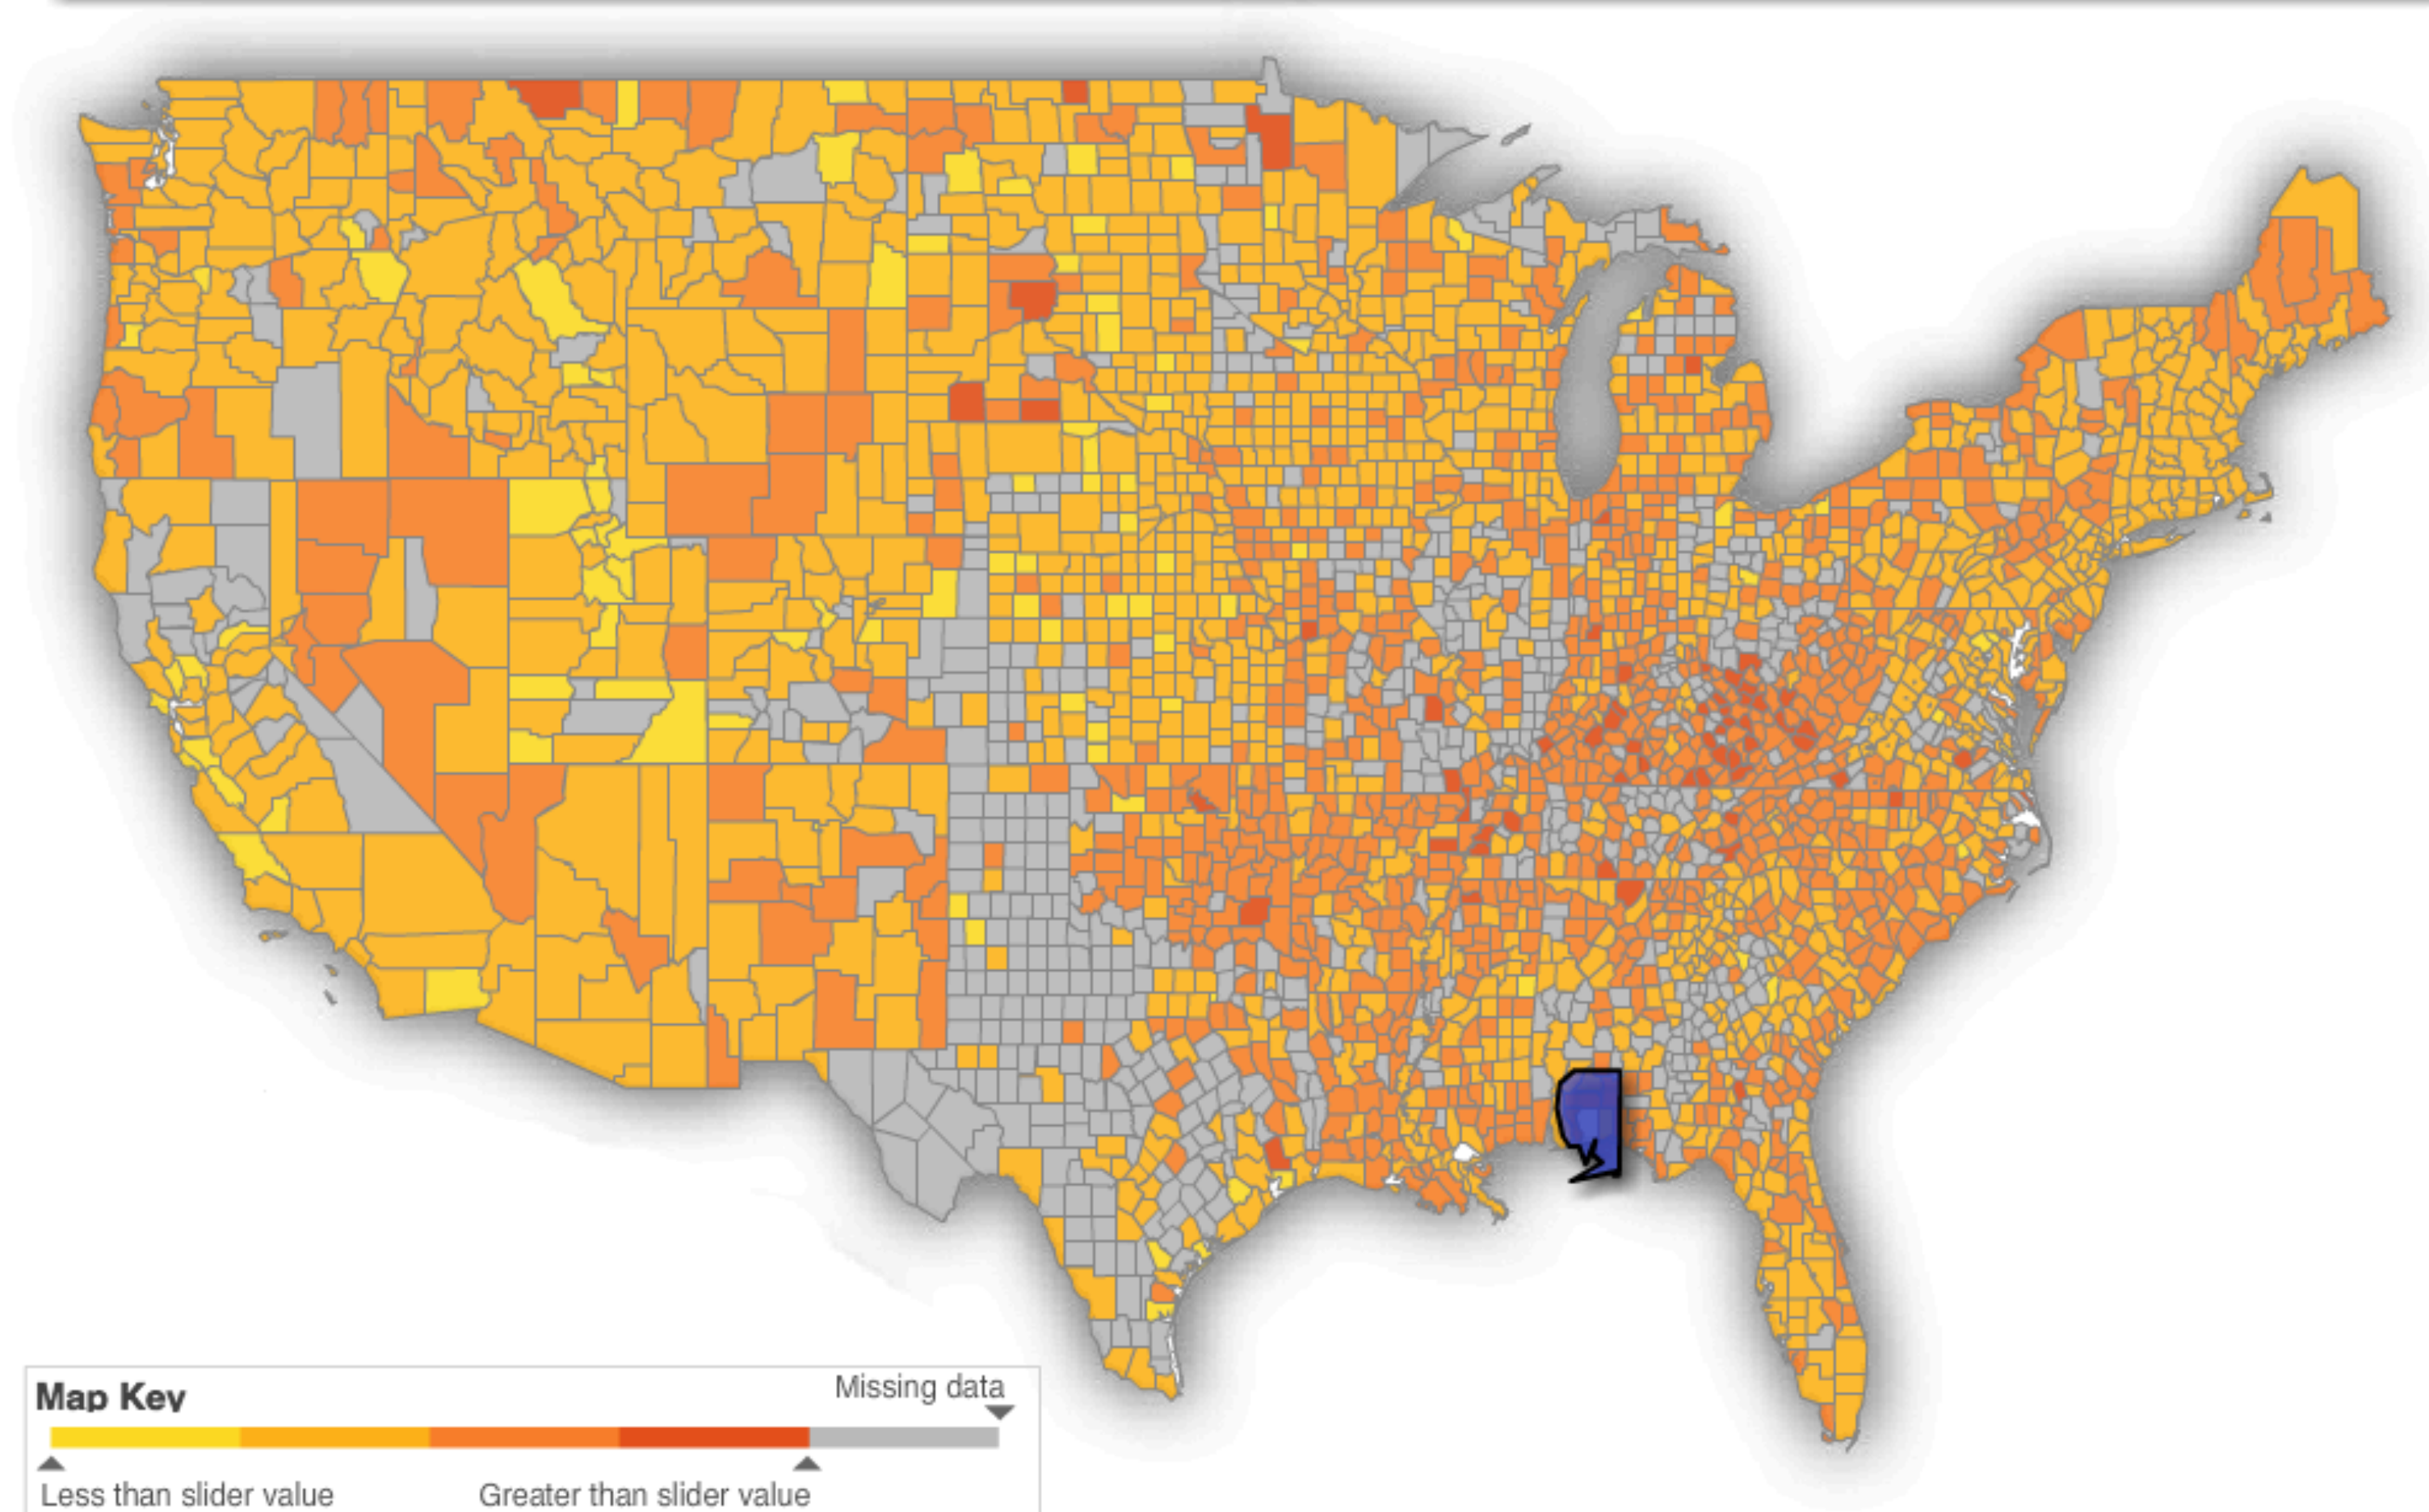 Map Key
Missing data
Less than slider value
Greater than slider value